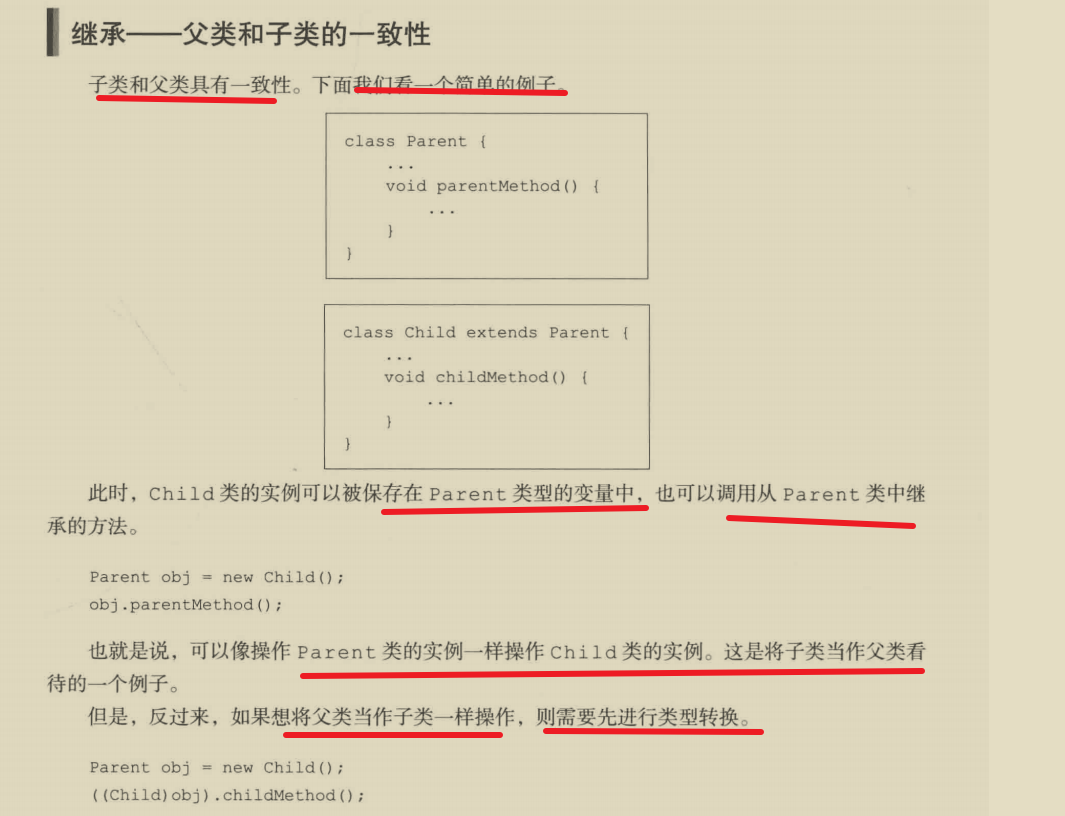 继承——父类和子类的一致性
子类和父类具有一致性。下面我们看一个简单的例子。
class Parent {
...
void parentMethod() {
...
}
}
class Child extends Parent {
...
void childMethod() {
...
}
}
此时，Child 类的实例可以被保存在 Parent 类型的变量中，也可以调用从 Parent 类中继
承的方法。
Parent obj = new Child();
obj.parentMethod();
也就是说，可以像操作 Parent 类的实例一样操作 Child 类的实例。这是将子类当作父类看
待的一个例子。
但是，反过来，如果想将父类当作子类一样操作，则需要先进行类型转换。
Parent obj = new Child();
((Child)obj).childMethod();